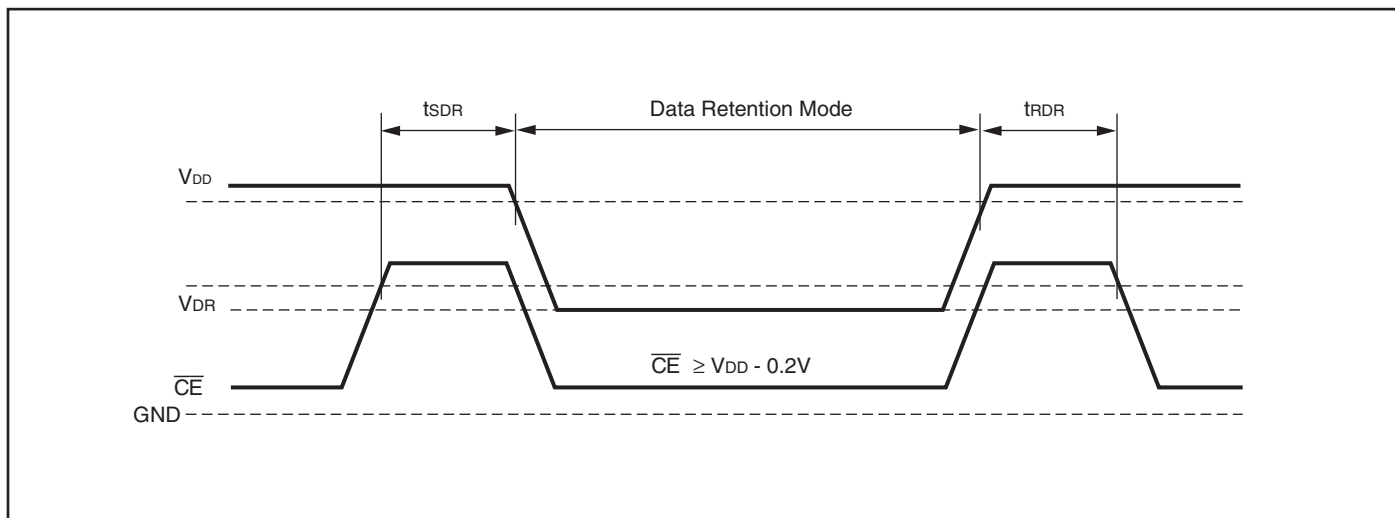 tSDR Data Retention Mode tRDR
VDD
VDR
CE ≥ VDD - 0.2V
CE
GND